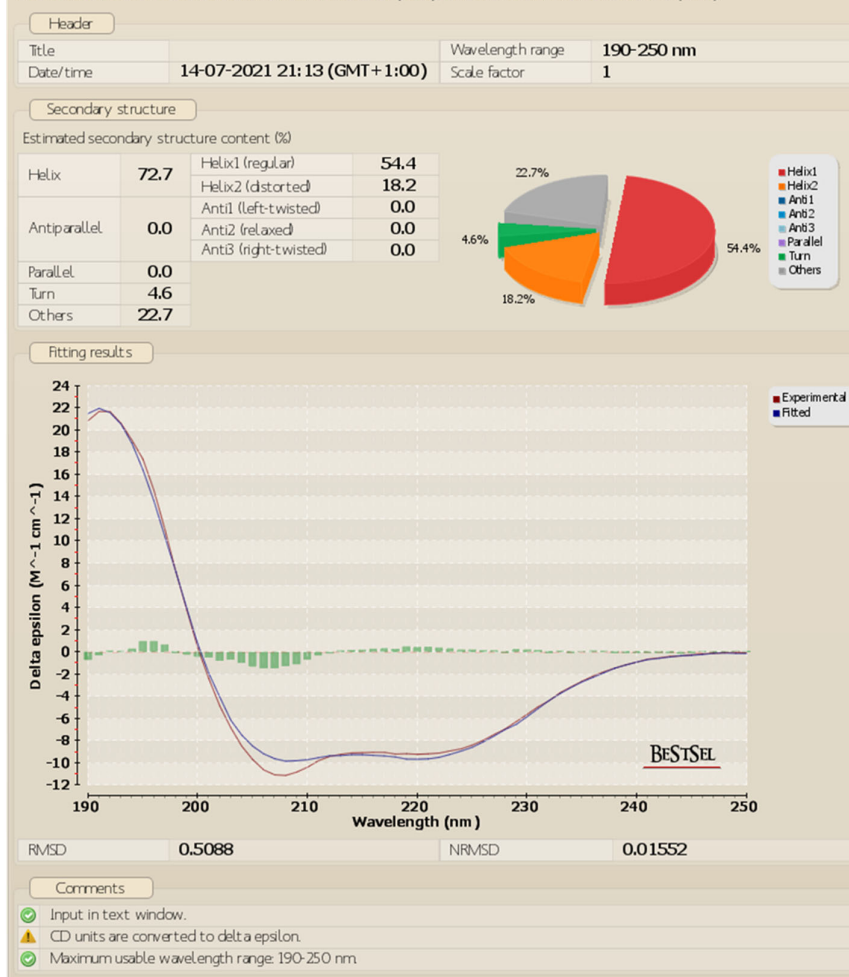 Header
Title Wavelength range 190-250 nm
Date/time 14-07-2021 21:13 (GMT+1:00) Scale factor 1
Secondary structure
Estimated secondary structure content (%)
Helix 72.7 Helix1 (regular) 54.4
Helix2 (distorted) 18.2
Antiparallel 0.0 Anti1 (left-twisted) 0.0
Anti2 (relaxed) 0.0
Anti3 (right-twisted) 0.0
Parallel 0.0
Turn 4.6
Others 22.7
22.7%
4.6%
18.2%
54.4%
Helix1
Helix2
Anti1
Anti2
Anti3
Parallel
Turn
Others
Fitting results
Experimental
Fitted
Delta epsilon (M^-1 cm^-1)
24
22
20
18
16
14
12
10
8
6
4
2
0
-2
-4
-6
-8
-10
-12
BESTSEL
190 200 210 220 230 240 250
Wavelength (nm)
RMSD 0.5088 NRMSD 0.01552
Comments
Input in text window.
CD units are converted to delta epsilon.
Maximum usable wavelength range: 190-250 nm